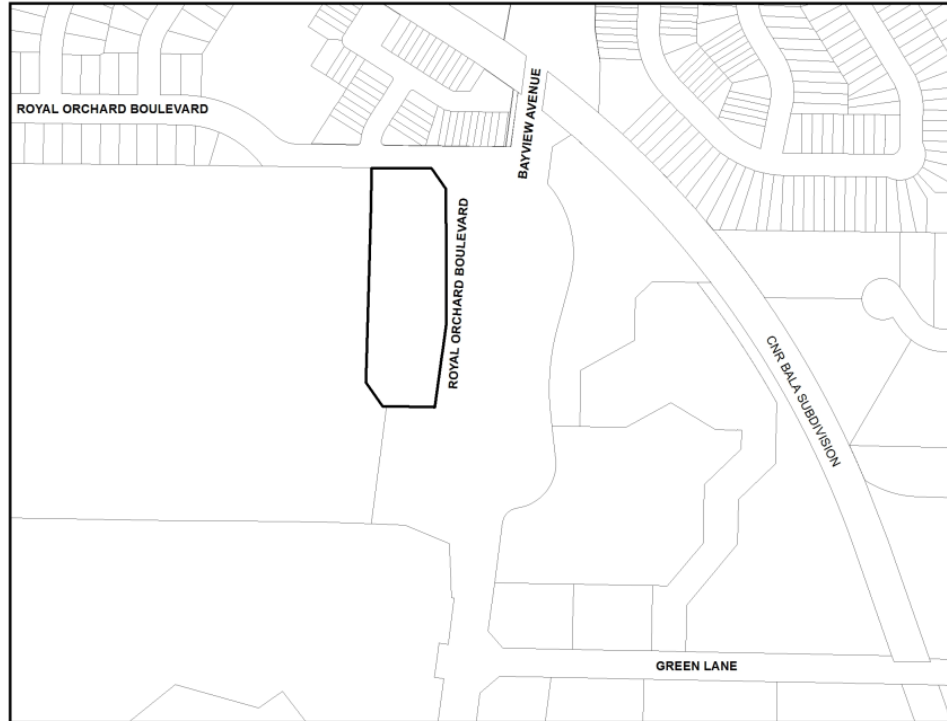 ROYAL ORCHARD BOULEVARD
BAYVIEW AVENUE
ROYAL ORCHARD BOULEVARD
CNR BALA SUBDIVISION
GREEN LANE